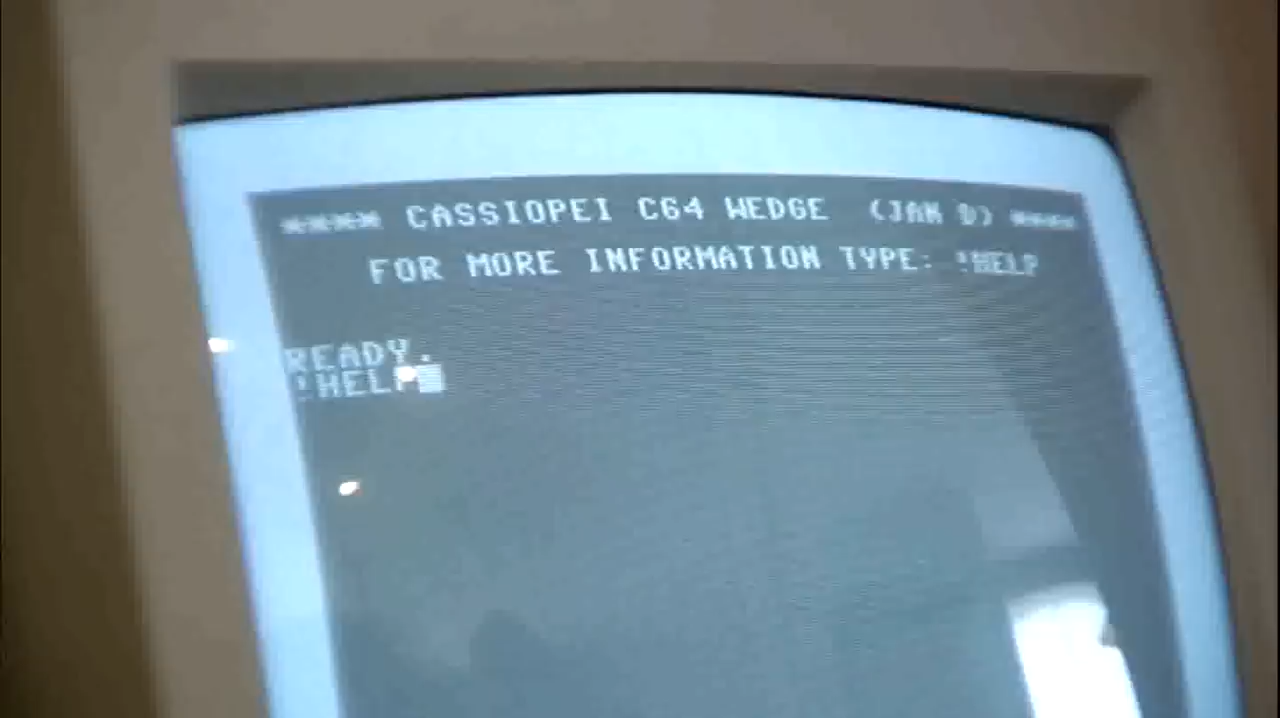 **** CASSIOPEI C64 WEDGE (JAN D) ****
FOR MORE INFORMATION TYPE: !HELP
READY.
!HELP